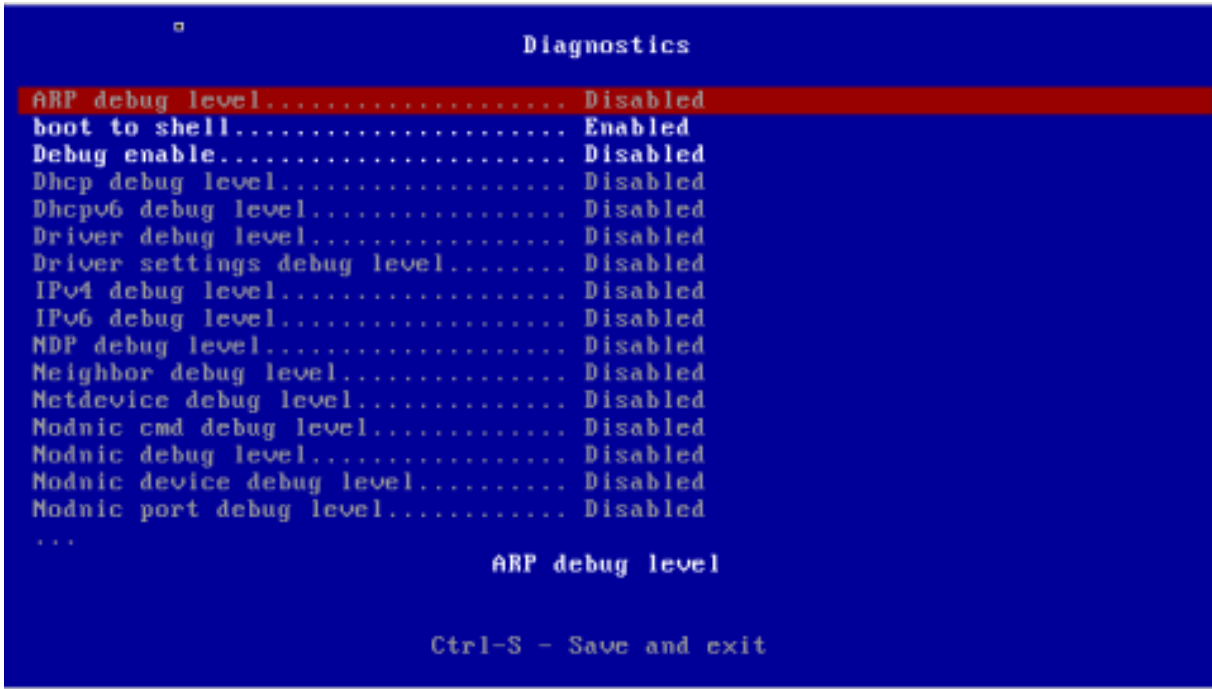 Diagnostics
ARP debug level.................... Disabled
boot to shell...................... Enabled
Debug enable....................... Disabled
Dhcp debug level................... Disabled
Dhcpv6 debug level................. Disabled
Driver debug level................. Disabled
Driver settings debug level........ Disabled
IPv4 debug level................... Disabled
IPv6 debug level................... Disabled
NDP debug level.................... Disabled
Neighbor debug level............... Disabled
Netdevice debug level.............. Disabled
Nodnic cmd debug level............. Disabled
Nodnic debug level................. Disabled
Nodnic device debug level.......... Disabled
Nodnic port debug level............ Disabled
...
ARP debug level
Ctrl-S - Save and exit